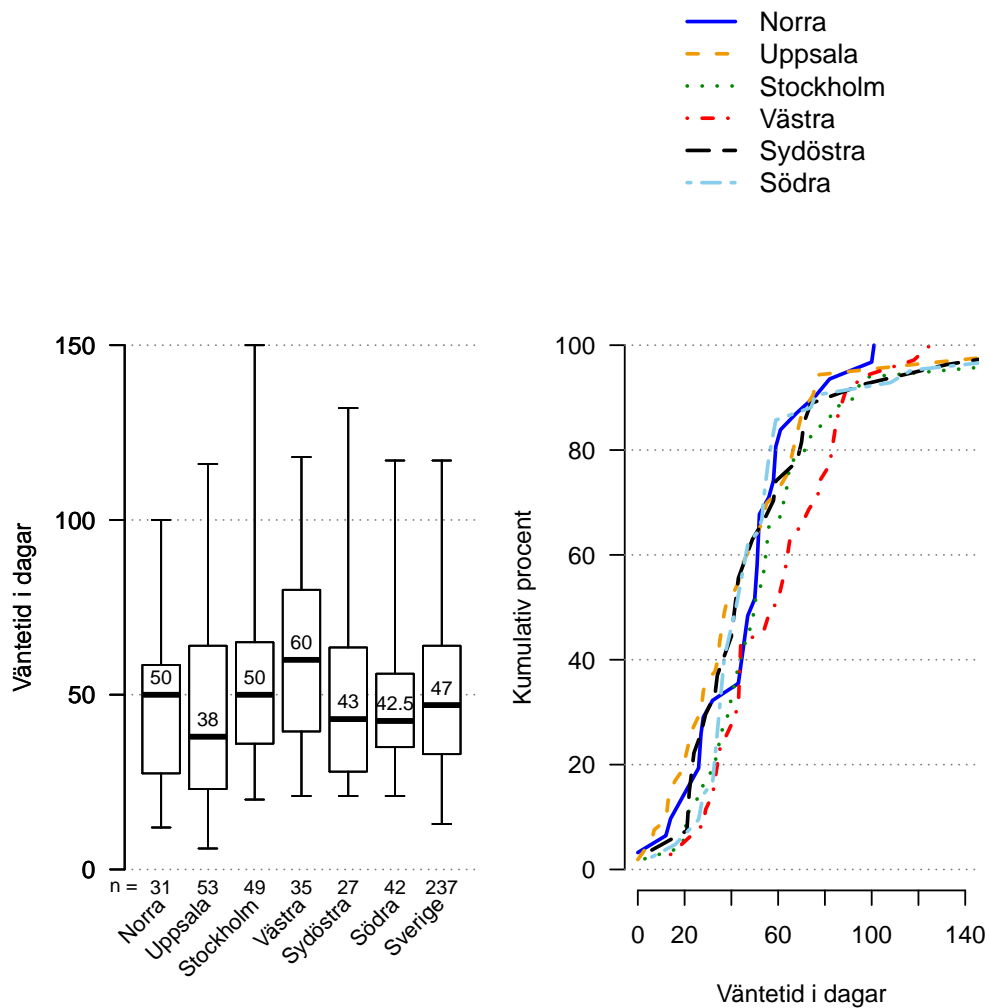 Norra
Uppsala
Stockholm
Västra
Sydöstra
Södra
Väntetid i dagar
150
100
50
0
50
38
50
60
43
42.5
47
n = 31 53 49 35 27 42 237
Norra
Uppsala
Stockholm
Västra
Sydöstra
Södra
Sverige
Kumulativ procent
100
80
60
40
20
0
0 20 60 100 140
Väntetid i dagar